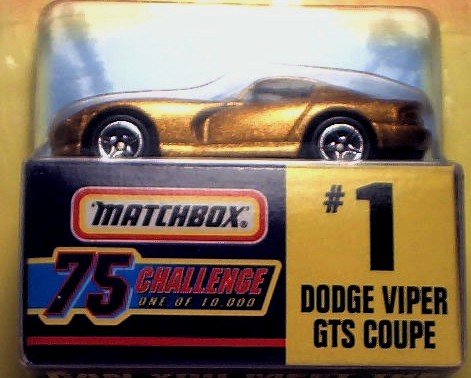 MATCHBOX®
75 CHALLENGE
ONE OF 10,000
#1
DODGE VIPER
GTS COUPE